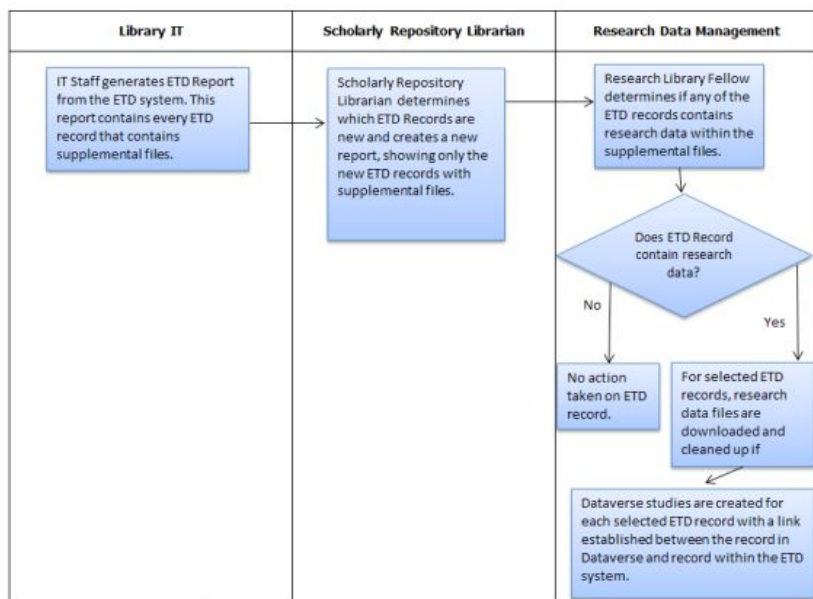 Library IT
Scholarly Repository Librarian
Research Data Management
IT Staff generates ETD Report
from the ETD system. This
report contains every ETD
record that contains
supplemental files.
Scholarly Repository
Librarian determines
which ETD Records are
new and creates a new
report, showing only the
new ETD records with
supplemental files.
Research Library Fellow
determines if any of the
ETD records contains
research data within the
supplemental files.
Does ETD Record
contain research
data?
No
Yes
No action
taken on ETD
record.
For selected ETD
records, research
data files are
downloaded and
cleaned up if
Dataverse studies are created for
each selected ETD record with a link
established between the record in
Dataverse and record within the ETD
system.